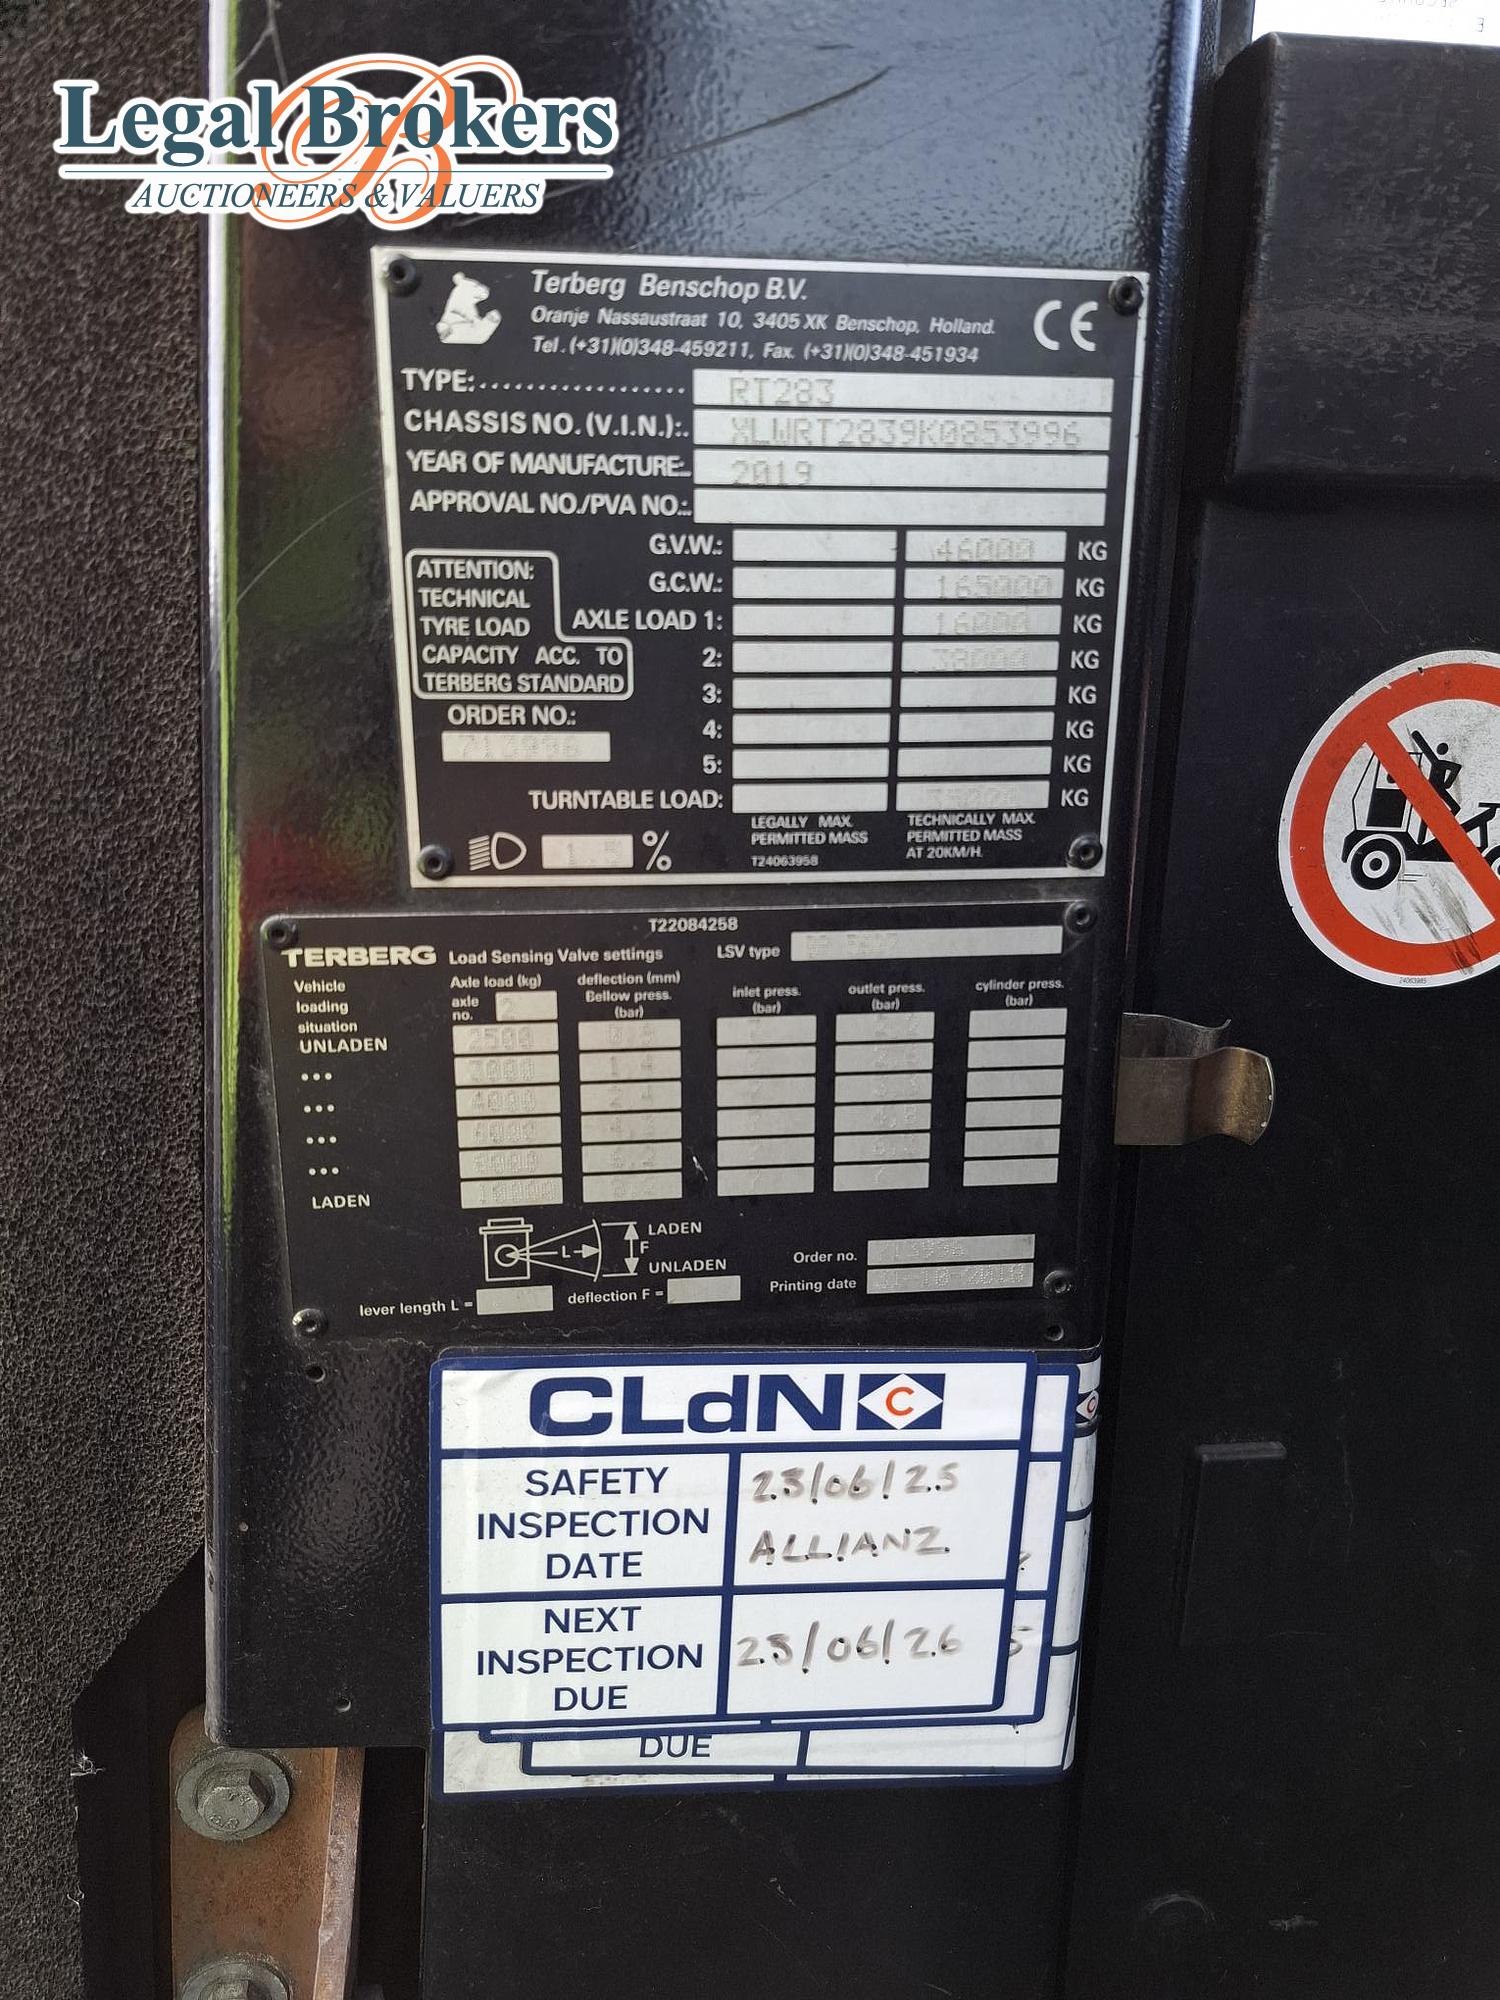 Legal Brokers
AUCTIONEERS & VALUERS
Terberg Benschop B.V.
Oranje Nassaustraat 10, 3405 XK Benschop, Holland.
Tel. (+31)(0)348-459211, Fax. (+31)(0)348-451934
CE
TYPE:.................. RT283
CHASSIS NO. (V.I.N.):. XLWRT2839K0853996
YEAR OF MANUFACTURE:. 2019
APPROVAL NO./PVA NO.:.
G.V.W.: 46000 KG
G.C.W.: 165000 KG
ATTENTION:
TECHNICAL
TYRE LOAD
CAPACITY ACC. TO
TERBERG STANDARD
AXLE LOAD 1: 16000 KG
2: 38000 KG
3: KG
4: KG
5: KG
ORDER NO.:
TURNTABLE LOAD: KG
LEGALLY MAX.
PERMITTED MASS
T24063958
TECHNICALLY MAX.
PERMITTED MASS
AT 20KM/H.
%
T22084258
TERBERG Load Sensing Valve settings LSV type
Vehicle
loading
situation
Axle load (kg)
axle
no. 2
deflection (mm)
Bellow press.
(bar)
inlet press.
(bar)
outlet press.
(bar)
cylinder press.
(bar)
UNLADEN 2500
... 3000 1.4
... 4000 2.4
... 6000
... 8000
LADEN 10000
LADEN
L
F
UNLADEN
lever length L =
deflection F =
Order no.
Printing date
CLdN C
SAFETY
INSPECTION
DATE
23/06/25
ALLIANZ
NEXT
INSPECTION
DUE
23/06/26
5
DUE
24063985